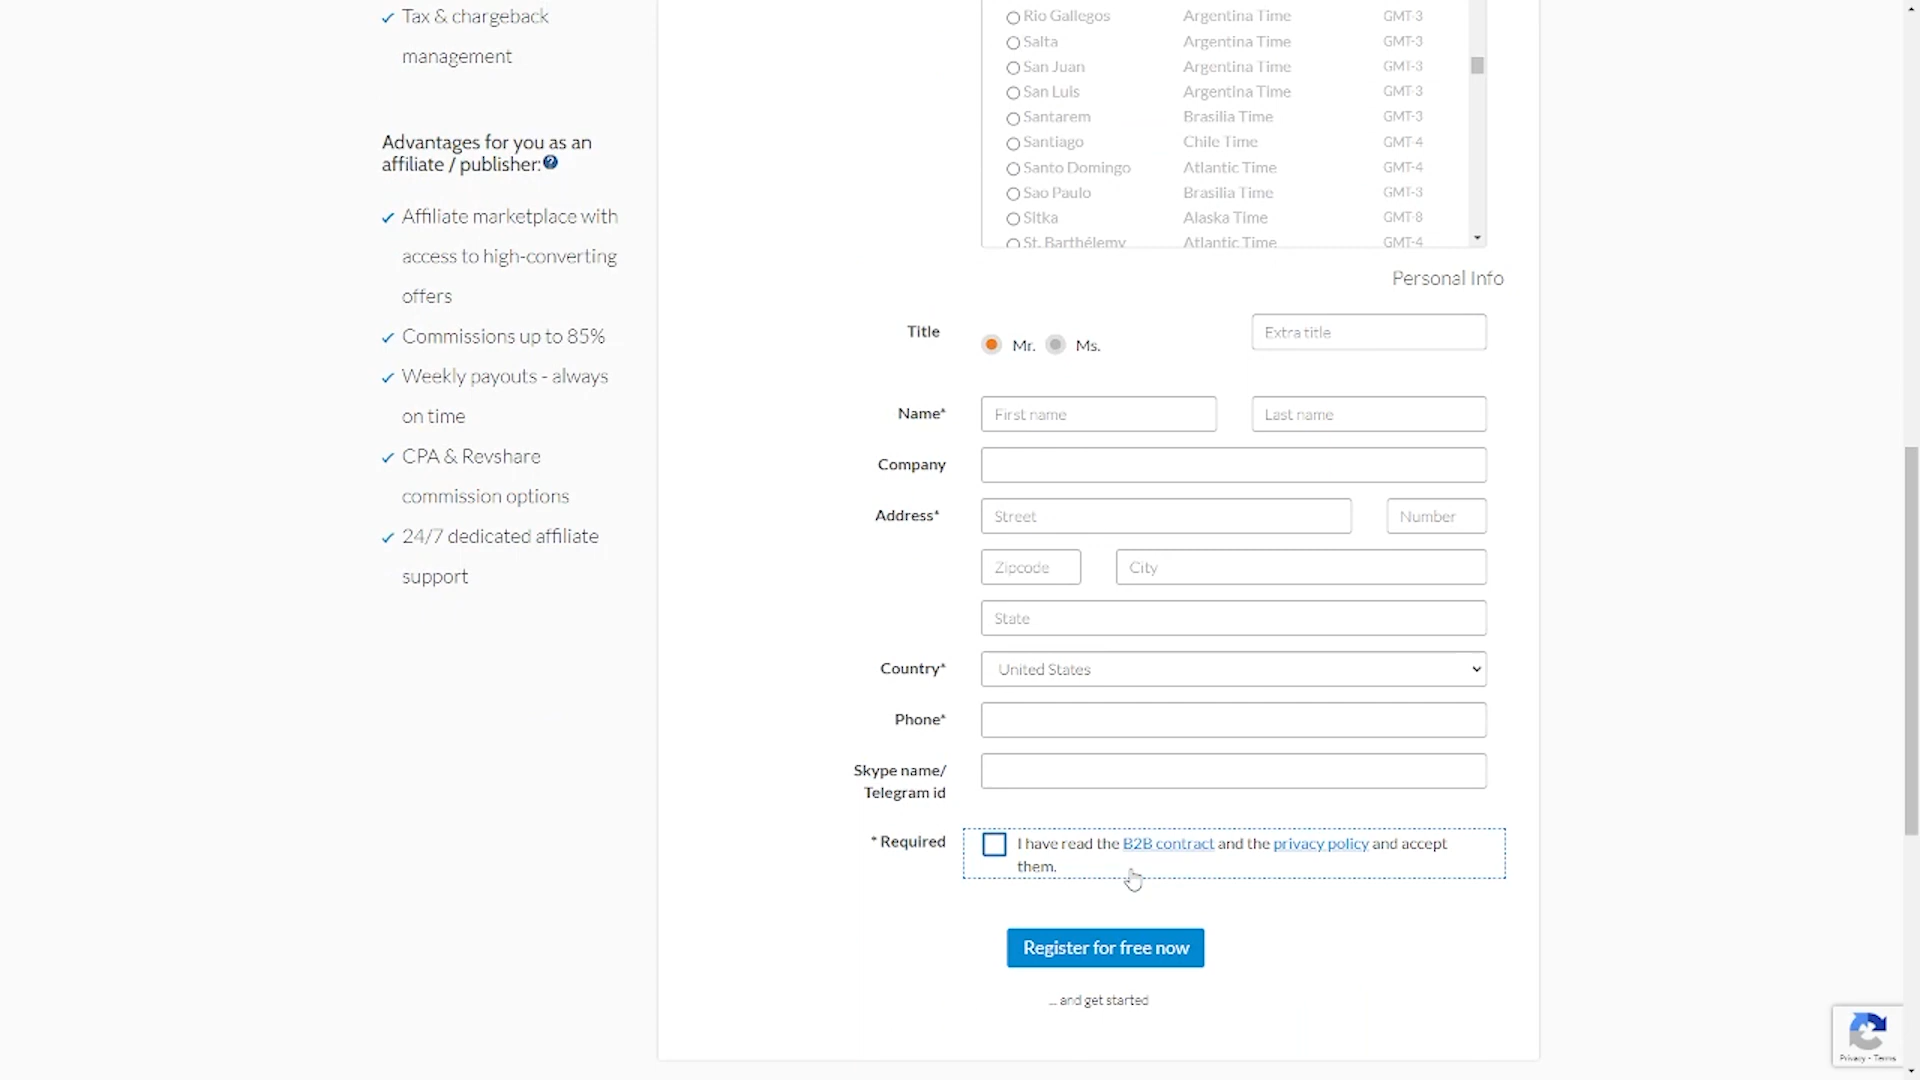 Tax & chargeback
management
Advantages for you as an
affiliate / publisher:
Affiliate marketplace with
access to high-converting
offers
Commissions up to 85%
Weekly payouts - always
on time
CPA & Revshare
commission options
24/7 dedicated affiliate
support
Rio Gallegos Argentina Time GMT-3
Salta Argentina Time GMT-3
San Juan Argentina Time GMT-3
San Luis Argentina Time GMT-3
Santarem Brasilia Time GMT-3
Santiago Chile Time GMT-4
Santo Domingo Atlantic Time GMT-4
Sao Paulo Brasilia Time GMT-3
Sitka Alaska Time GMT-8
St. Barthélemy Atlantic Time GMT-4
Personal Info
Title Mr. Ms. Extra title
Name* First name Last name
Company
Address* Street Number
Zipcode City
State
Country* United States
Phone*
Skype name/
Telegram id
* Required I have read the B2B contract and the privacy policy and accept
them.
Register for free now
... and get started
Privacy - Terms